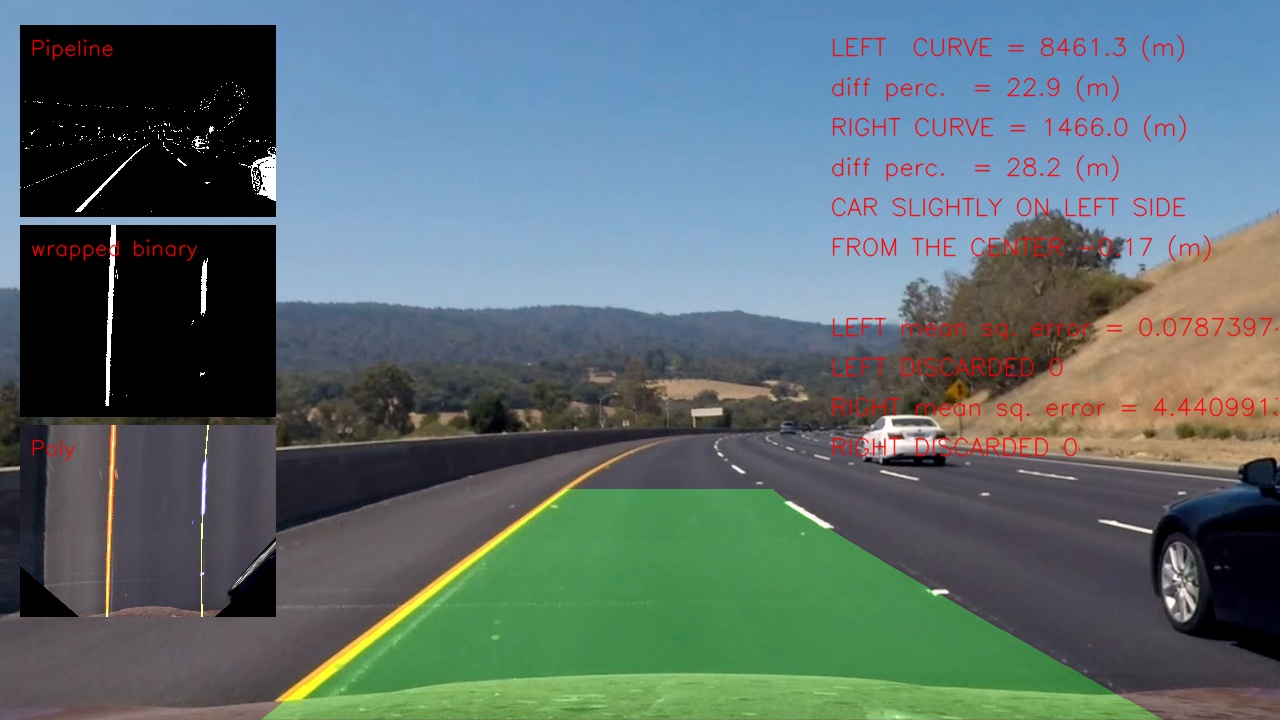 Pipeline
wrapped binary
Poly
LEFT CURVE = 8461.3 (m)
diff perc. = 22.9 (m)
RIGHT CURVE = 1466.0 (m)
diff perc. = 28.2 (m)
CAR SLIGHTLY ON LEFT SIDE
FROM THE CENTER -0.17 (m)
LEFT mean sq. error = 0.0787397
LEFT DISCARDED 0
RIGHT mean sq. error = 4.440991
RIGHT DISCARDED 0